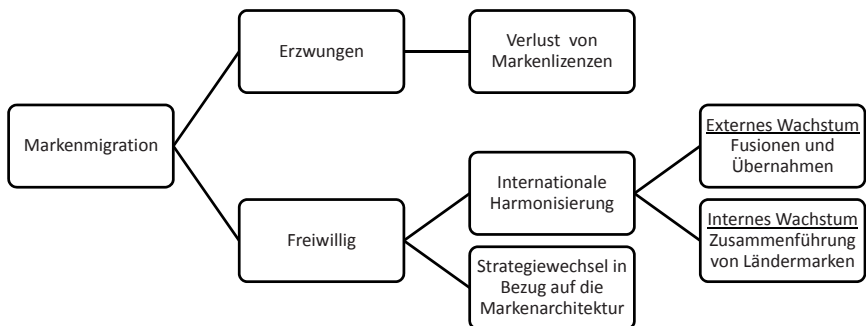 Markenmigration
Erzwungen
Verlust von
Markenlizenzen
Freiwillig
Internationale
Harmonisierung
Externes Wachstum
Fusionen und
Übernahmen
Internes Wachstum
Zusammenführung
von Ländermarken
Strategiewechsel in
Bezug auf die
Markenarchitektur